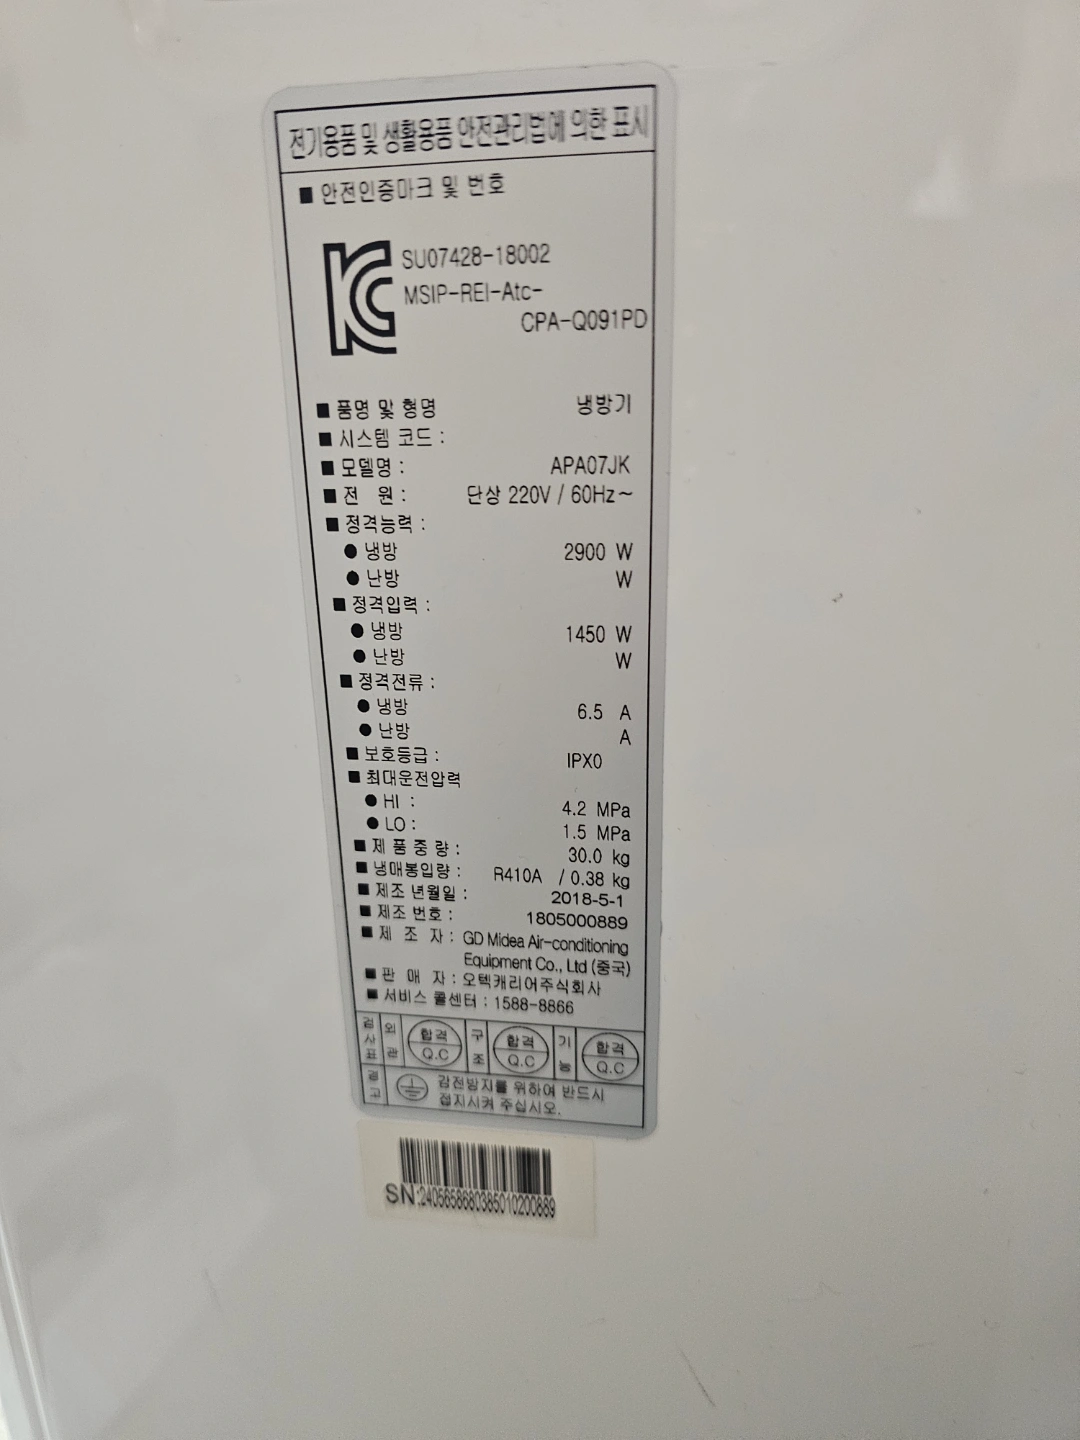 전기용품 및 생활용품 안전관리법에 의한 표시
■ 안전인증마크 및 번호
SU07428-18002
MSIP-REI-Atc-
CPA-Q091PD
■ 품명 및 형명 냉방기
■ 시스템 코드 :
■ 모델명 : APA07JK
■ 전 원 : 단상 220V / 60Hz~
■ 정격능력 :
● 냉방 2900 W
● 난방 W
■ 정격입력 :
● 냉방 1450 W
● 난방 W
■ 정격전류 :
● 냉방 6.5 A
● 난방 A
■ 보호등급 : IPX0
■ 최대운전압력
● HI : 4.2 MPa
● LO : 1.5 MPa
■ 제 품 중 량 : 30.0 kg
■ 냉매봉입량 : R410A / 0.38 kg
■ 제조 년월일 : 2018-5-1
■ 제조 번호 : 1805000889
■ 제 조 자 : GD Midea Air-conditioning
Equipment Co., Ltd (중국)
■ 판 매 자 : 오텍캐리어주식회사
■ 서비스 콜센터 : 1588-8866
검사표 외관 합격 Q.C 구조 합격 Q.C 기능 합격 Q.C
경고 감전방지를 위하여 반드시
접지시켜 주십시오.
SN:2405658680385010200889